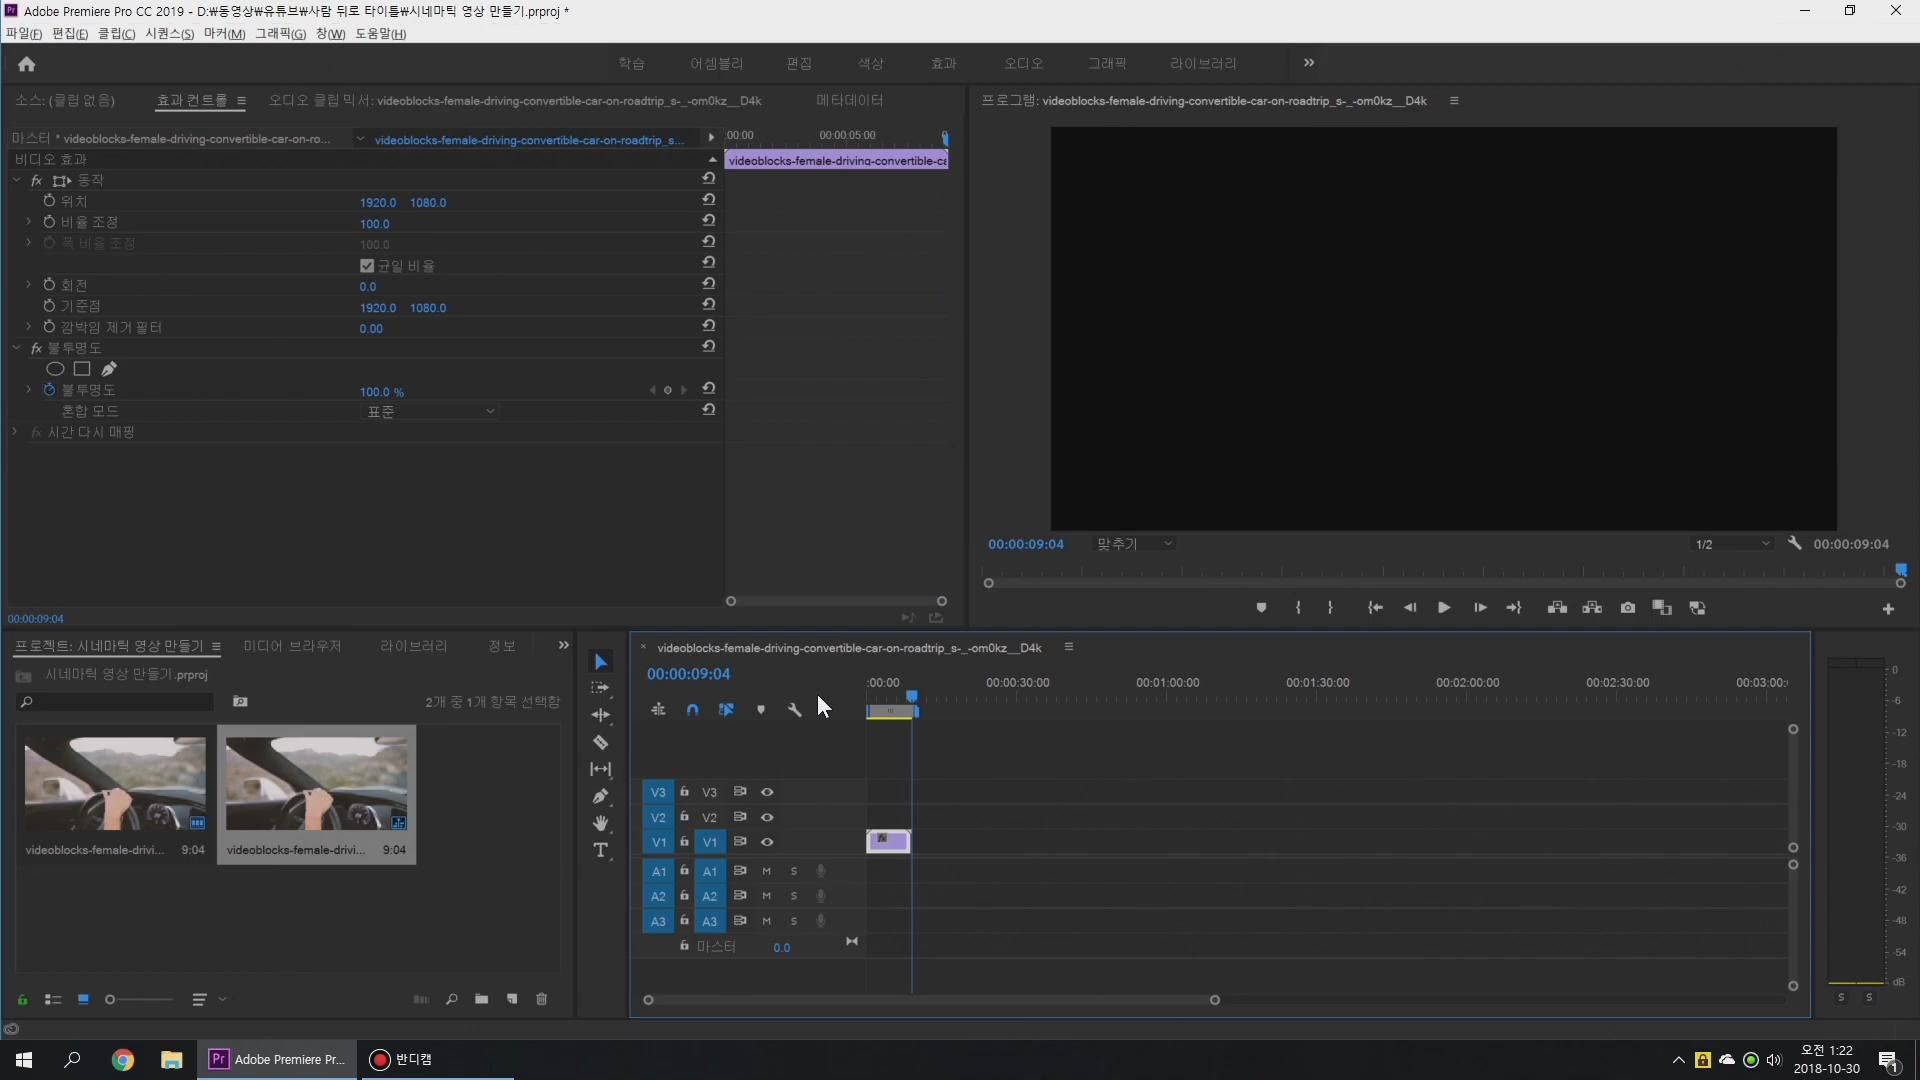 Adobe Premiere Pro CC 2019 - D:₩동영상₩유튜브₩사람 뒤로 타이틀₩시네마틱 영상 만들기.prproj *
파일(F) 편집(E) 클립(C) 시퀀스(S) 마커(M) 그래픽(G) 창(W) 도움말(H)
학습 어셈블리 편집 색상 효과 오디오 그래픽 라이브러리
소스: (클립 없음) 효과 컨트롤 오디오 클립 믹서: videoblocks-female-driving-convertible-car-on-roadtrip_s-_-om0kz__D4k 메타데이터
프로그램: videoblocks-female-driving-convertible-car-on-roadtrip_s-_-om0kz__D4k
마스터 * videoblocks-female-driving-convertible-car-on-ro... videoblocks-female-driving-convertible-car-on-roadtrip_s... :00:00 00:00:05:00
비디오 효과 videoblocks-female-driving-convertible-ca
fx 동작
위치 1920.0 1080.0
비율 조정 100.0
폭 비율 조정 100.0
균일 비율
회전 0.0
기준점 1920.0 1080.0
깜박임 제거 필터 0.00
fx 불투명도
불투명도 100.0 %
혼합 모드 표준
fx 시간 다시 매핑
00:00:09:04 맞추기 1/2 00:00:09:04
00:00:09:04
프로젝트: 시네마틱 영상 만들기 미디어 브라우저 라이브러리 정보
시네마틱 영상 만들기.prproj
2개 중 1개 항목 선택함
videoblocks-female-drivi... 9:04 videoblocks-female-drivi... 9:04
videoblocks-female-driving-convertible-car-on-roadtrip_s-_-om0kz__D4k
00:00:09:04
:00:00 00:00:30:00 00:01:00:00 00:01:30:00 00:02:00:00 00:02:30:00 00:03:00:
V3 V3
V2 V2
V1 V1 fx
A1 A1 M S
A2 A2 M S
A3 A3 M S
마스터 0.0
0
-6
-12
-18
-24
-30
-36
-42
-48
-54
dB
S S
Pr Adobe Premiere Pr... 반디캠
오전 1:22
2018-10-30
1